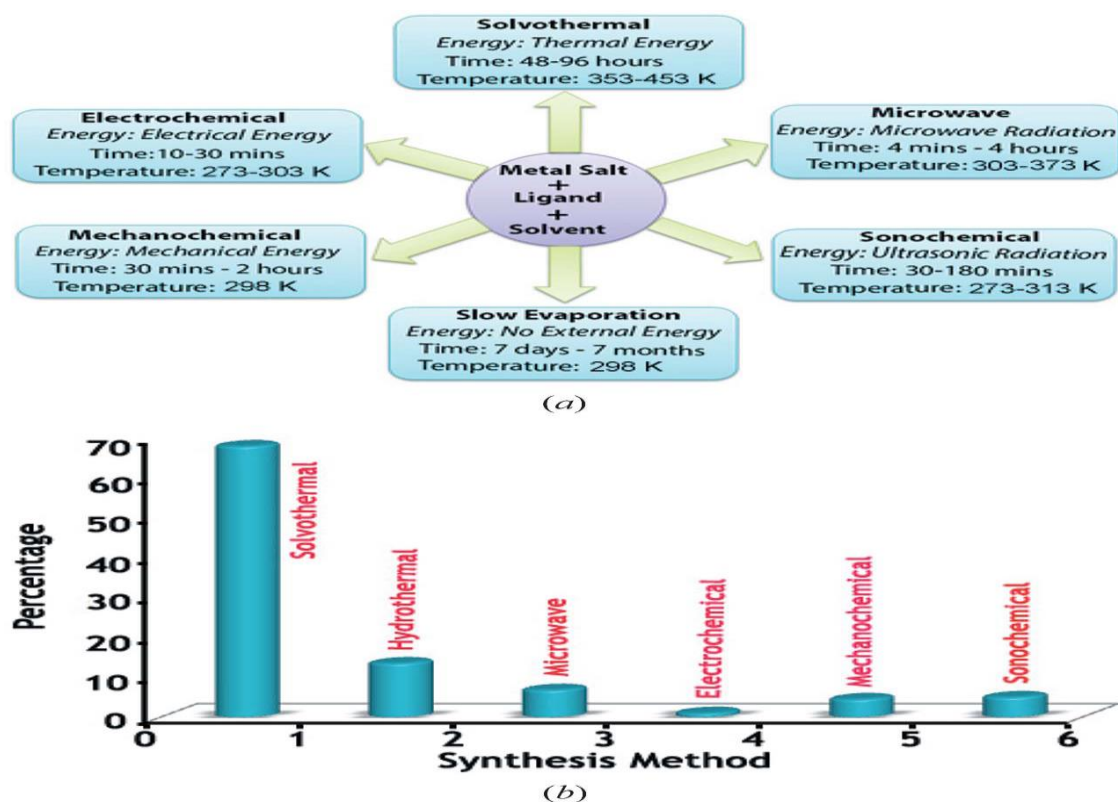 Solvothermal
Energy: Thermal Energy
Time: 48-96 hours
Temperature: 353-453 K
Electrochemical
Energy: Electrical Energy
Time:10-30 mins
Temperature: 273-303 K
Microwave
Energy: Microwave Radiation
Time: 4 mins - 4 hours
Temperature: 303-373 K
Metal Salt
+
Ligand
+
Solvent
Mechanochemical
Energy: Mechanical Energy
Time: 30 mins - 2 hours
Temperature: 298 K
Sonochemical
Energy: Ultrasonic Radiation
Time: 30-180 mins
Temperature: 273-313 K
Slow Evaporation
Energy: No External Energy
Time: 7 days - 7 months
Temperature: 298 K
(a)
Percentage
70
60
50
40
30
20
10
0
Solvothermal
Hydrothermal
Microwave
Electrochemical
Mechanochemical
Sonochemical
0 1 2 3 4 5 6
Synthesis Method
(b)